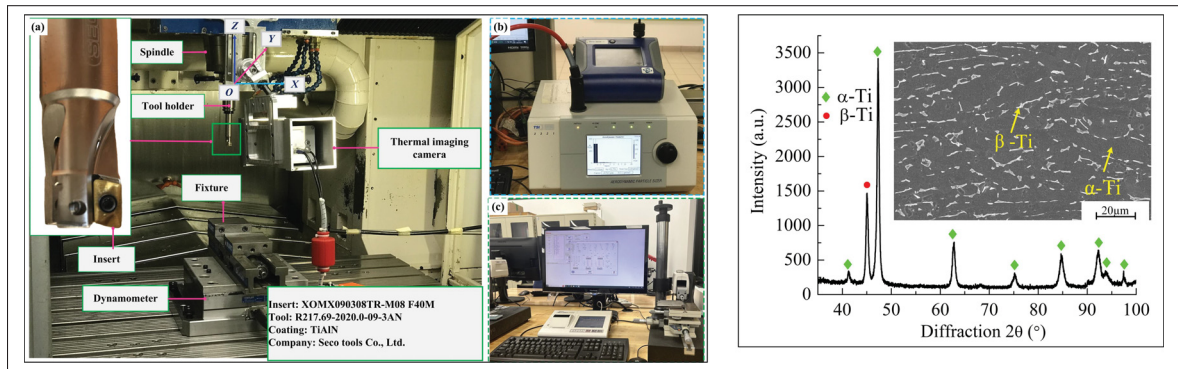 (a)
SECO
Spindle
Z
Y
X
O
Tool holder
Thermal imaging
camera
Fixture
Insert
Dynamometer
Insert: XOMX090308TR-M08 F40M
Tool: R217.69-2020.0-09-3AN
Coating: TiAlN
Company: Seco tools Co., Ltd.
(b)
(c)
3500
3000
2500
2000
1500
1000
500
0
Intensity (a.u.)
α-Ti
β-Ti
β -Ti
α-Ti
20μm
40
50
60
70
80
90
100
Diffraction 2θ (°)